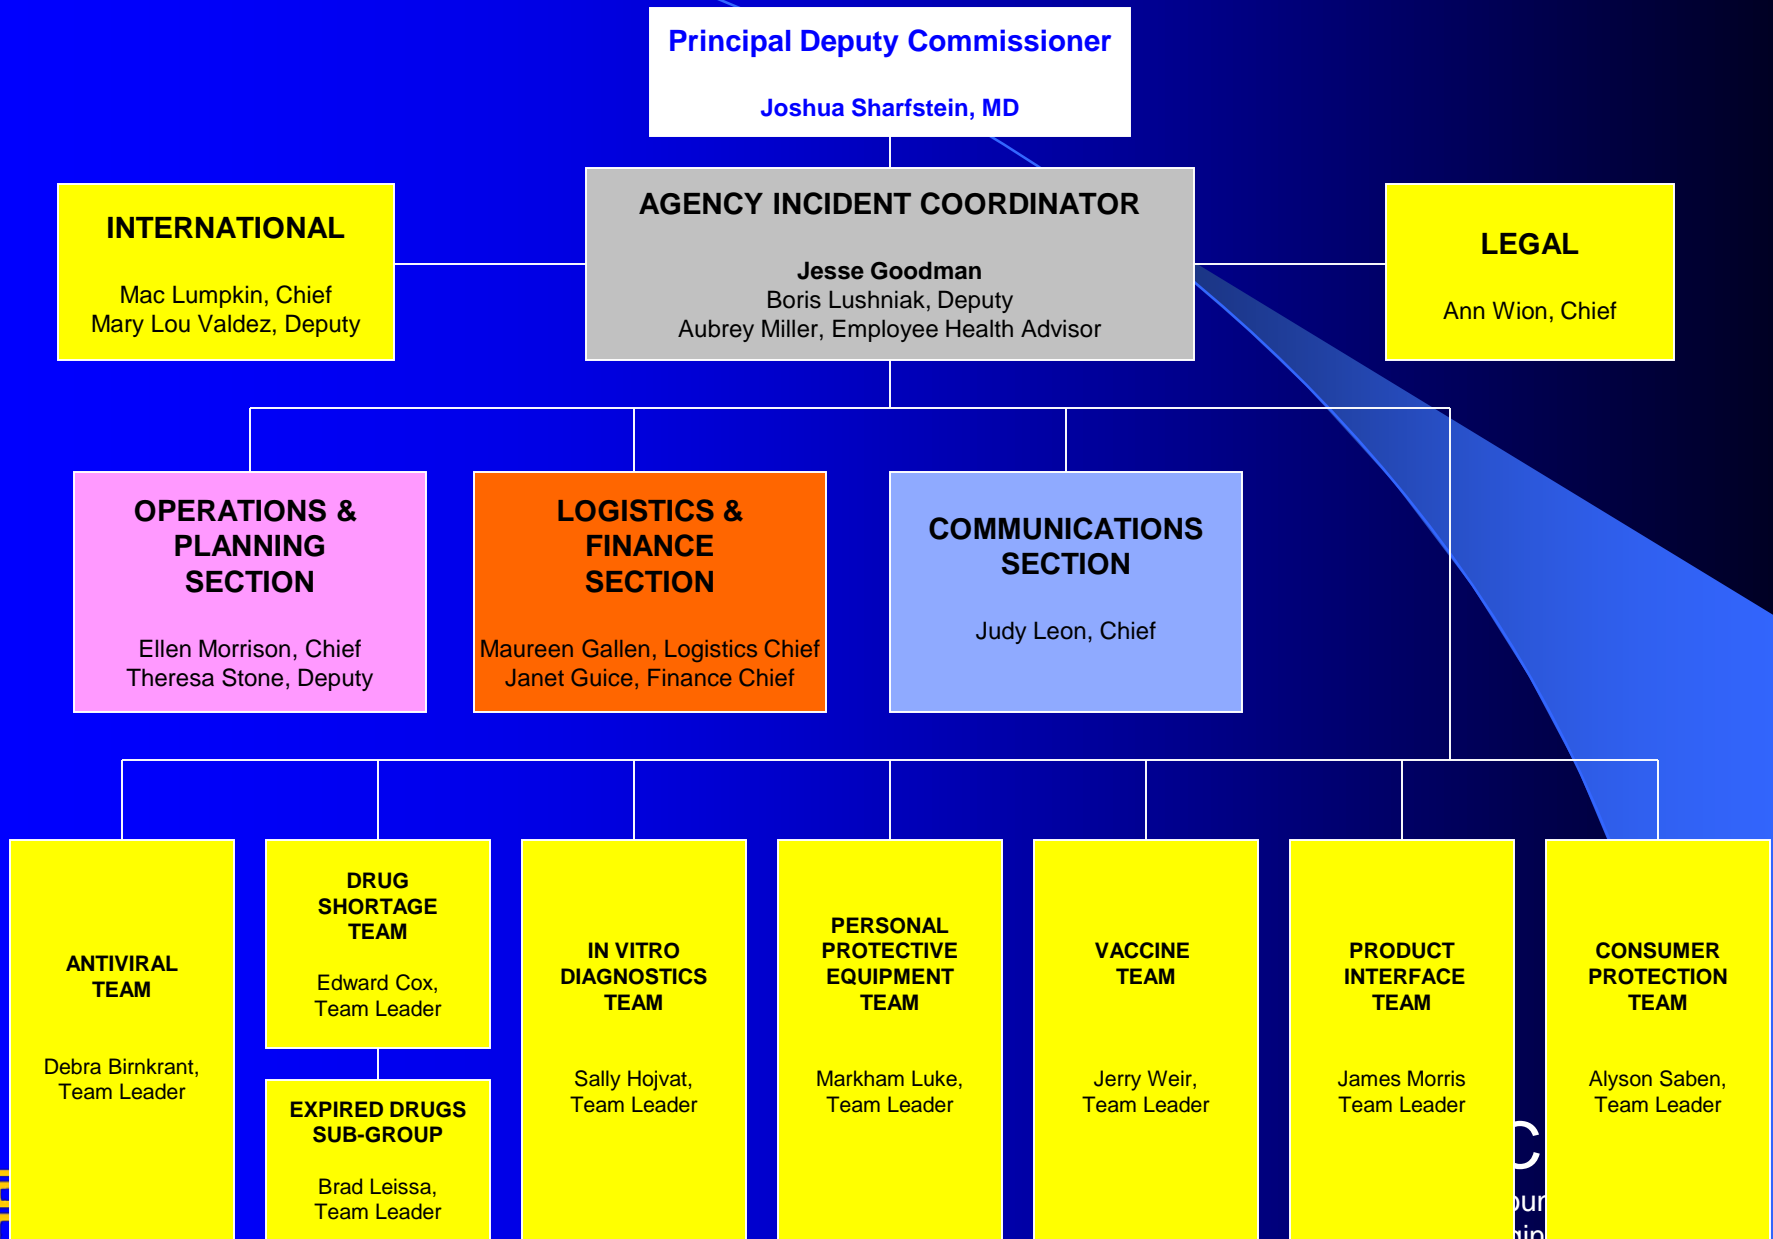 Principal Deputy Commissioner
Joshua Sharfstein, MD
INTERNATIONAL
Mac Lumpkin, Chief
Mary Lou Valdez, Deputy
AGENCY INCIDENT COORDINATOR
Jesse Goodman
Boris Lushniak, Deputy
Aubrey Miller, Employee Health Advisor
LEGAL
Ann Wion, Chief
OPERATIONS &
PLANNING
SECTION
Ellen Morrison, Chief
Theresa Stone, Deputy
LOGISTICS &
FINANCE
SECTION
Maureen Gallen, Logistics Chief
Janet Guice, Finance Chief
COMMUNICATIONS
SECTION
Judy Leon, Chief
ANTIVIRAL
TEAM
Debra Birnkrant,
Team Leader
DRUG
SHORTAGE
TEAM
Edward Cox,
Team Leader
EXPIRED DRUGS
SUB-GROUP
Brad Leissa,
Team Leader
IN VITRO
DIAGNOSTICS
TEAM
Sally Hojvat,
Team Leader
PERSONAL
PROTECTIVE
EQUIPMENT
TEAM
Markham Luke,
Team Leader
VACCINE
TEAM
Jerry Weir,
Team Leader
PRODUCT
INTERFACE
TEAM
James Morris
Team Leader
CONSUMER
PROTECTION
TEAM
Alyson Saben,
Team Leader